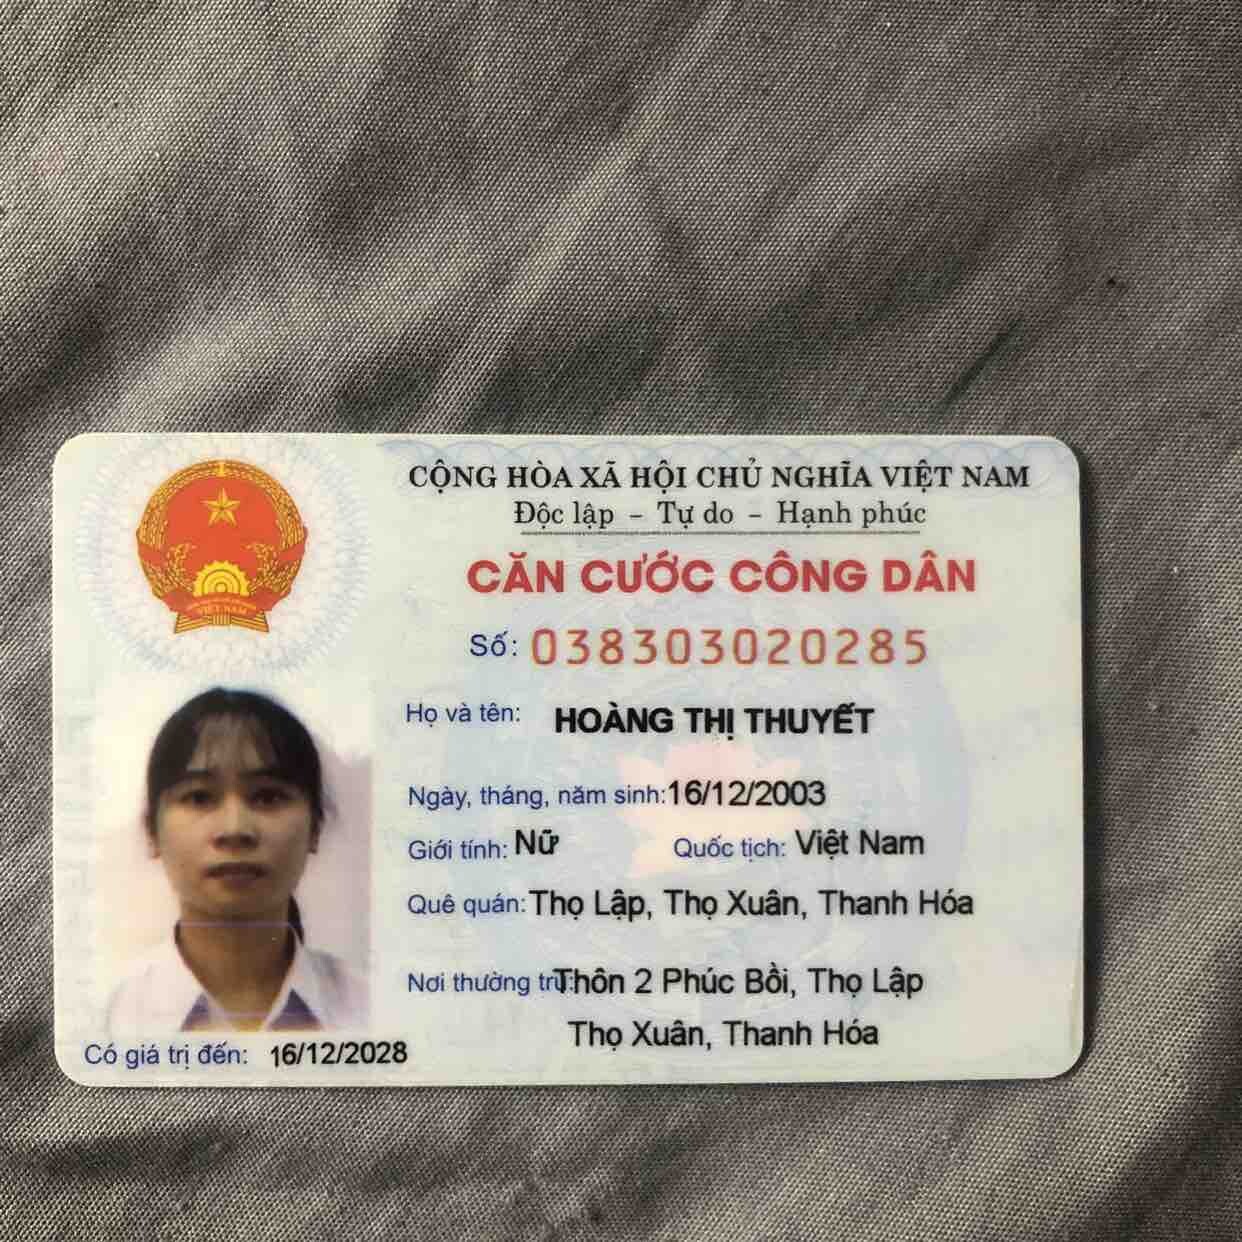 CỘNG HÒA XÃ HỘI CHỦ NGHĨA VIỆT NAM
Độc lập – Tự do – Hạnh phúc
CĂN CƯỚC CÔNG DÂN
Số: 038303020285
Họ và tên: HOÀNG THỊ THUYẾT
Ngày, tháng, năm sinh: 16/12/2003
Giới tính: Nữ Quốc tịch: Việt Nam
Quê quán: Thọ Lập, Thọ Xuân, Thanh Hóa
Nơi thường trú: Thôn 2 Phúc Bồi, Thọ Lập
Thọ Xuân, Thanh Hóa
Có giá trị đến: 16/12/2028
VIỆT NAM